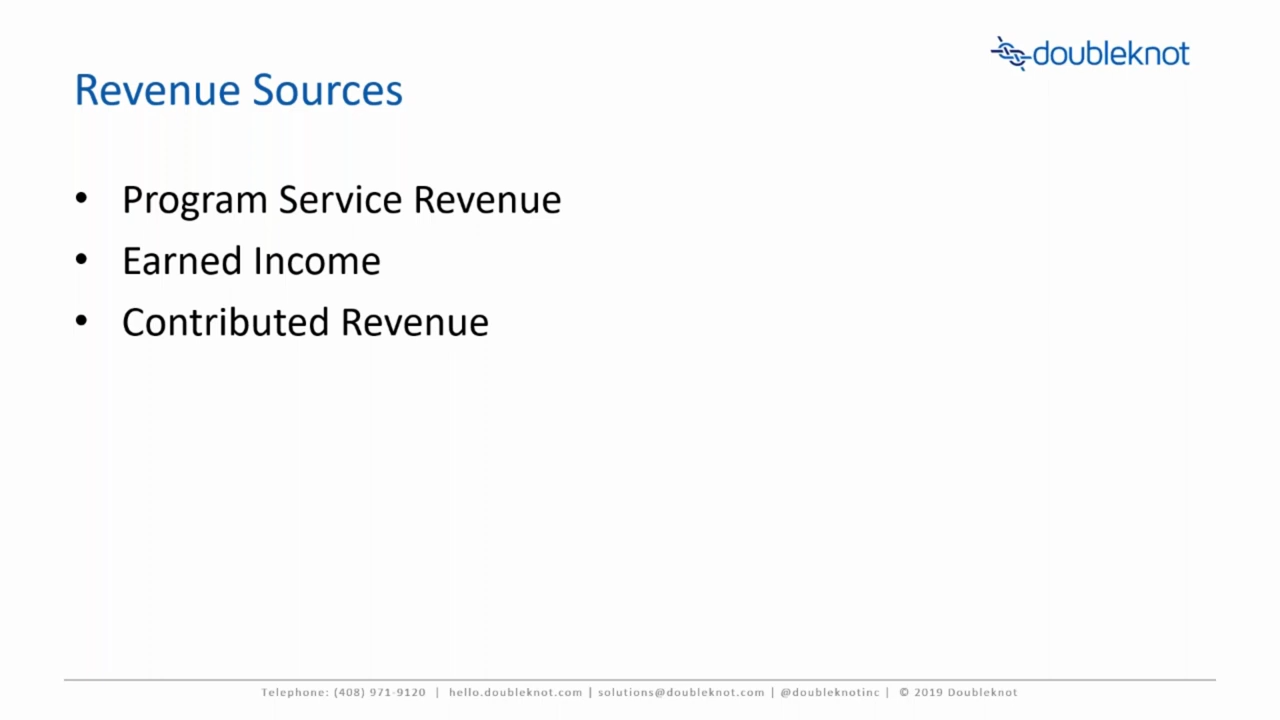 doubleknot
Revenue Sources
• Program Service Revenue
• Earned Income
• Contributed Revenue
Telephone: (408) 971-9120 | hello.doubleknot.com | solutions@doubleknot.com | @doubleknotinc | © 2019 Doubleknot